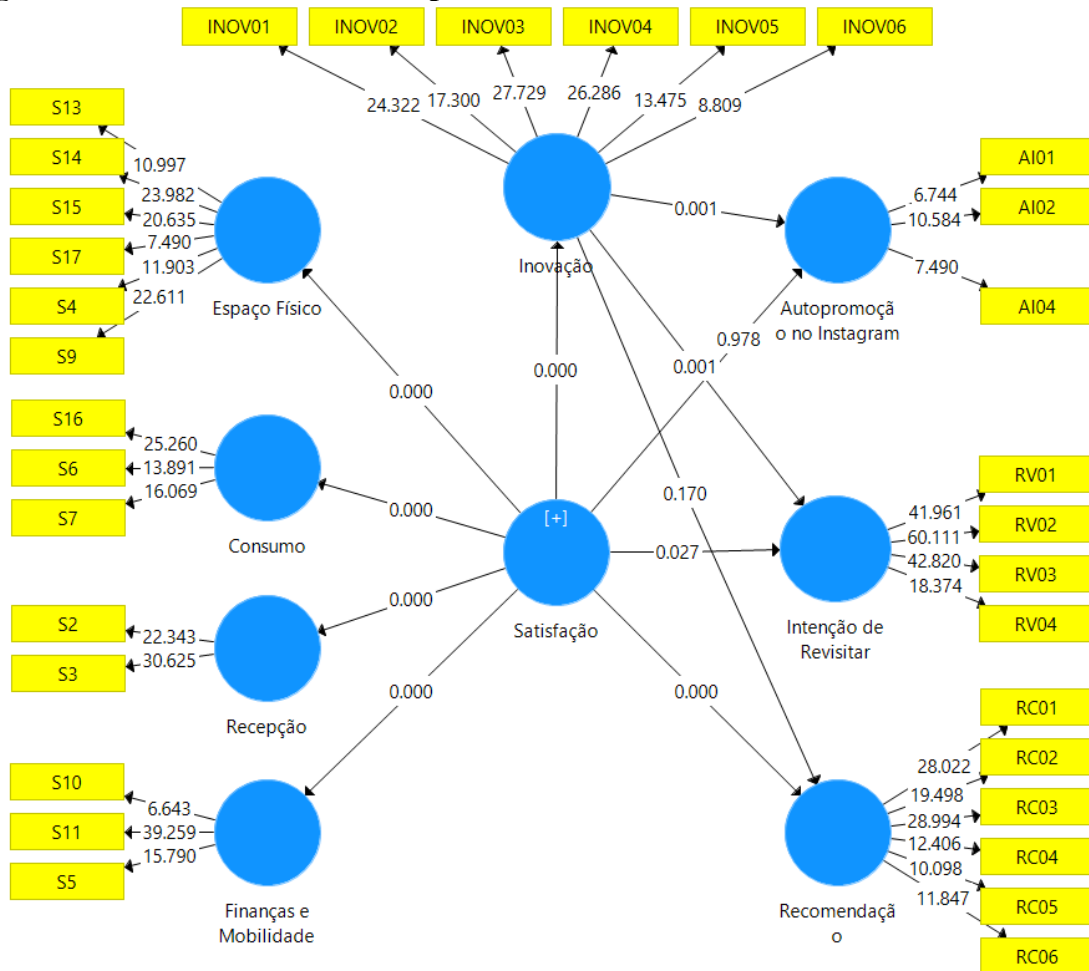 INOV01
INOV02
INOV03
INOV04
INOV05
INOV06
24.322
17.300
27.729
26.286
13.475
8.809
Inovação
S13
S14
S15
S17
S4
S9
10.997
23.982
20.635
7.490
11.903
22.611
Espaço Físico
AI01
AI02
AI04
6.744
10.584
7.490
Autopromoçã
o no Instagram
0.001
0.978
0.001
0.000
0.000
0.170
S16
S6
S7
25.260
13.891
16.069
Consumo
0.000
[+]
Satisfação
0.027
RV01
RV02
RV03
RV04
41.961
60.111
42.820
18.374
Intenção de
Revisitar
S2
S3
22.343
30.625
Recepção
0.000
0.000
0.000
S10
S11
S5
6.643
39.259
15.790
Finanças e
Mobilidade
RC01
RC02
RC03
RC04
RC05
RC06
28.022
19.498
28.994
12.406
10.098
11.847
Recomendaçã
o